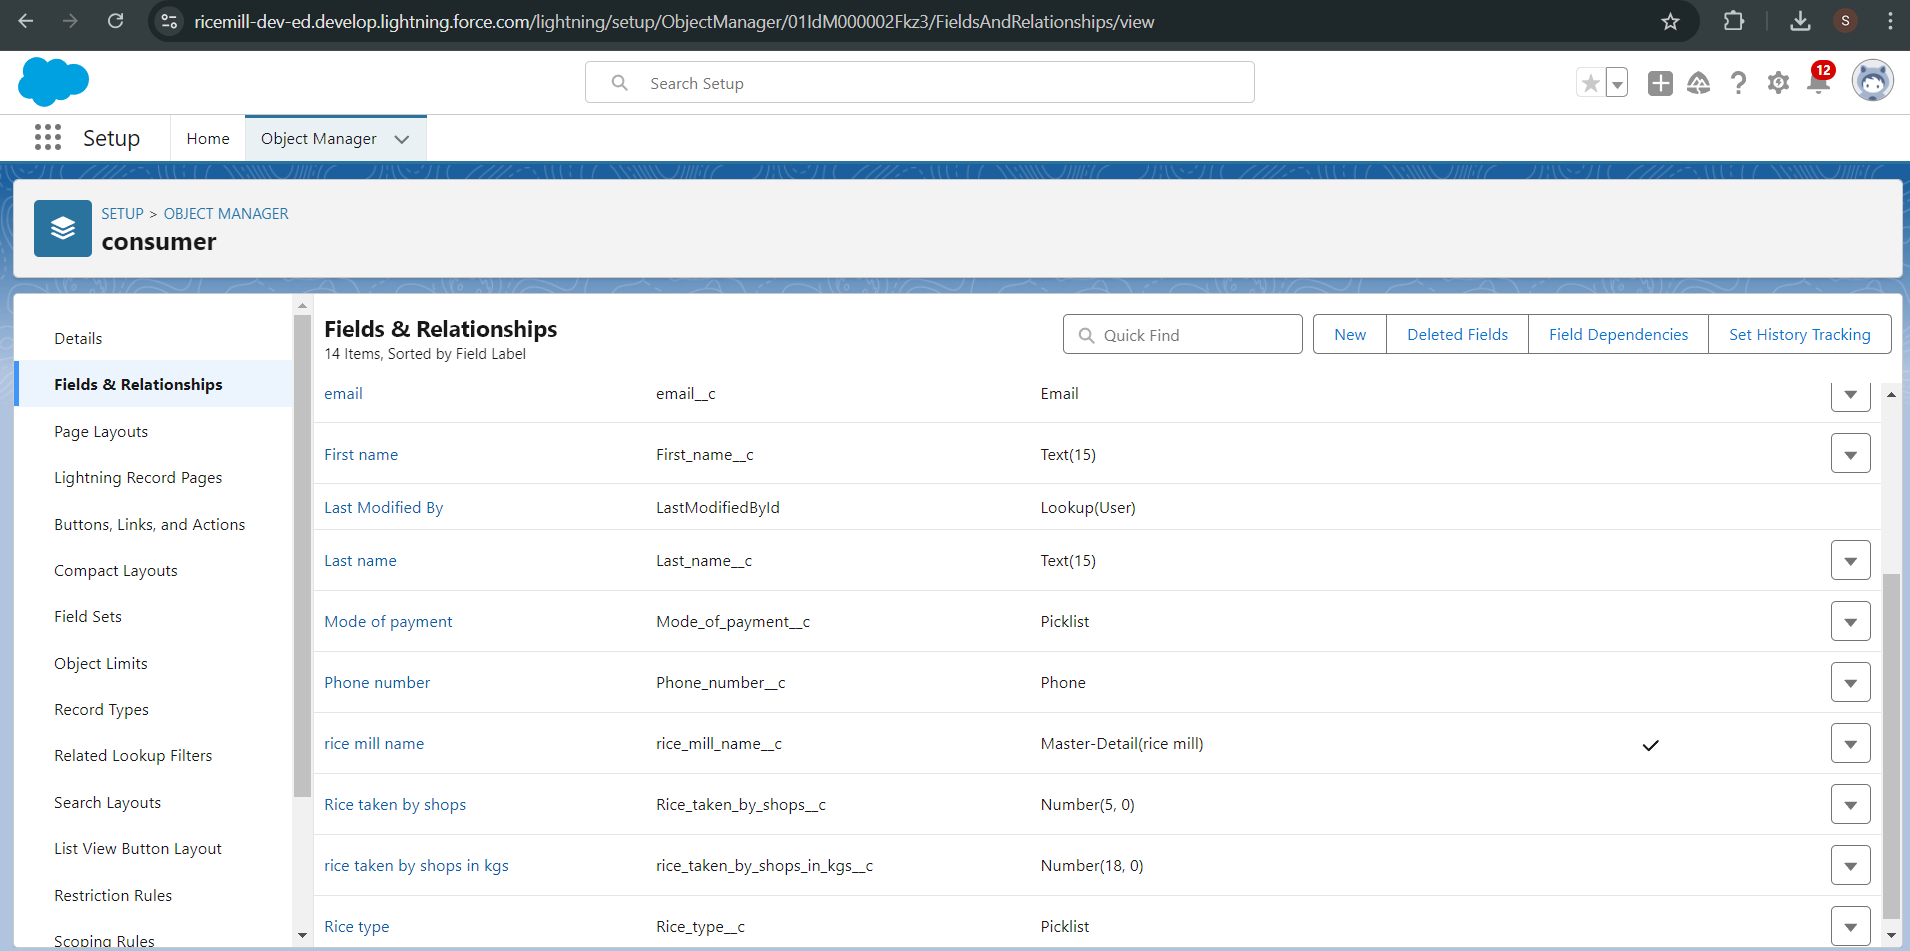 ricemill-dev-ed.develop.lightning.force.com/lightning/setup/ObjectManager/01IdM000002Fkz3/FieldsAndRelationships/view
S
Search Setup
12
Setup
Home
Object Manager
SETUP > OBJECT MANAGER
consumer
Details
Fields & Relationships
Page Layouts
Lightning Record Pages
Buttons, Links, and Actions
Compact Layouts
Field Sets
Object Limits
Record Types
Related Lookup Filters
Search Layouts
List View Button Layout
Restriction Rules
Scoping Rules
Fields & Relationships
14 Items, Sorted by Field Label
Quick Find
New
Deleted Fields
Field Dependencies
Set History Tracking
email email__c Email
First name First_name__c Text(15)
Last Modified By LastModifiedById Lookup(User)
Last name Last_name__c Text(15)
Mode of payment Mode_of_payment__c Picklist
Phone number Phone_number__c Phone
rice mill name rice_mill_name__c Master-Detail(rice mill)
Rice taken by shops Rice_taken_by_shops__c Number(5, 0)
rice taken by shops in kgs rice_taken_by_shops_in_kgs__c Number(18, 0)
Rice type Rice_type__c Picklist